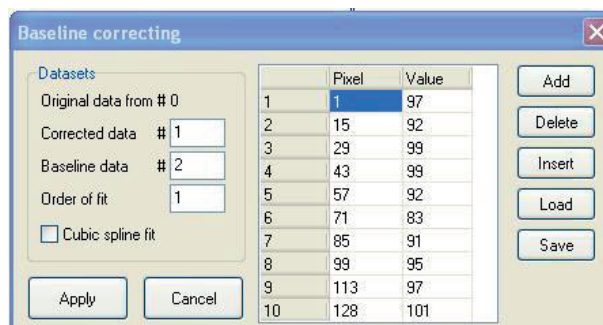 Baseline correcting
Datasets
Original data from # 0
Corrected data # 1
Baseline data # 2
Order of fit 1
Cubic spline fit
Apply Cancel
Pixel Value
1 1 97
2 15 92
3 29 99
4 43 99
5 57 92
6 71 83
7 85 91
8 99 95
9 113 97
10 128 101
Add
Delete
Insert
Load
Save